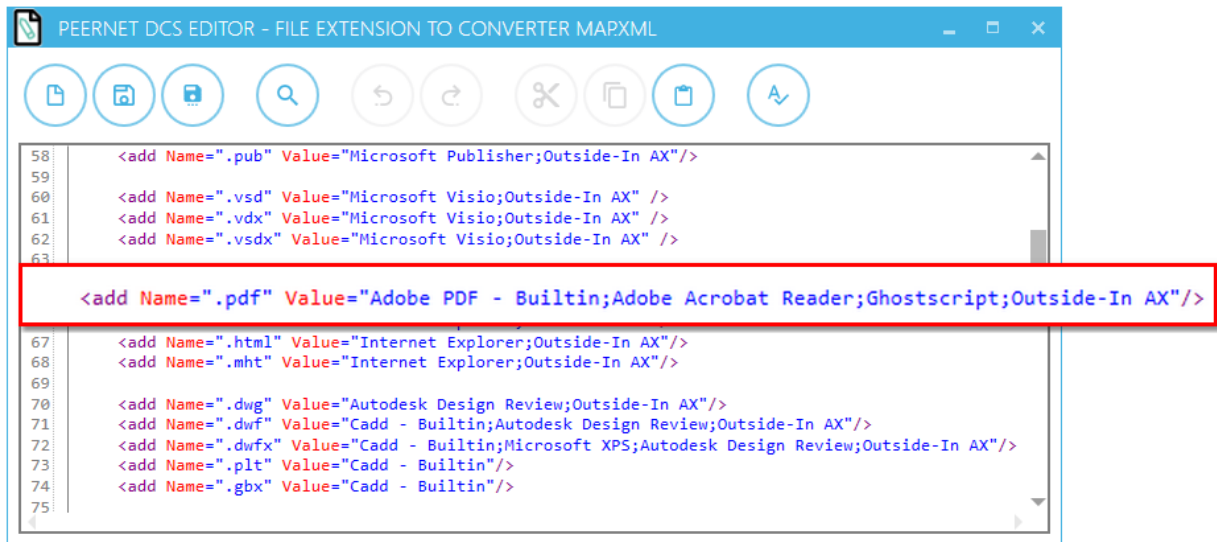 PEERNET DCS EDITOR - FILE EXTENSION TO CONVERTER MAP.XML
58 <add Name=".pub" Value="Microsoft Publisher;Outside-In AX"/>
59
60 <add Name=".vsd" Value="Microsoft Visio;Outside-In AX" />
61 <add Name=".vdx" Value="Microsoft Visio;Outside-In AX" />
62 <add Name=".vsdx" Value="Microsoft Visio;Outside-In AX" />
63
<add Name=".pdf" Value="Adobe PDF - Builtin;Adobe Acrobat Reader;Ghostscript;Outside-In AX"/>
67 <add Name=".html" Value="Internet Explorer;Outside-In AX"/>
68 <add Name=".mht" Value="Internet Explorer;Outside-In AX"/>
69
70 <add Name=".dwg" Value="Autodesk Design Review;Outside-In AX"/>
71 <add Name=".dwf" Value="Cadd - Builtin;Autodesk Design Review;Outside-In AX"/>
72 <add Name=".dwfx" Value="Cadd - Builtin;Microsoft XPS;Autodesk Design Review;Outside-In AX"/>
73 <add Name=".plt" Value="Cadd - Builtin"/>
74 <add Name=".gbx" Value="Cadd - Builtin"/>
75